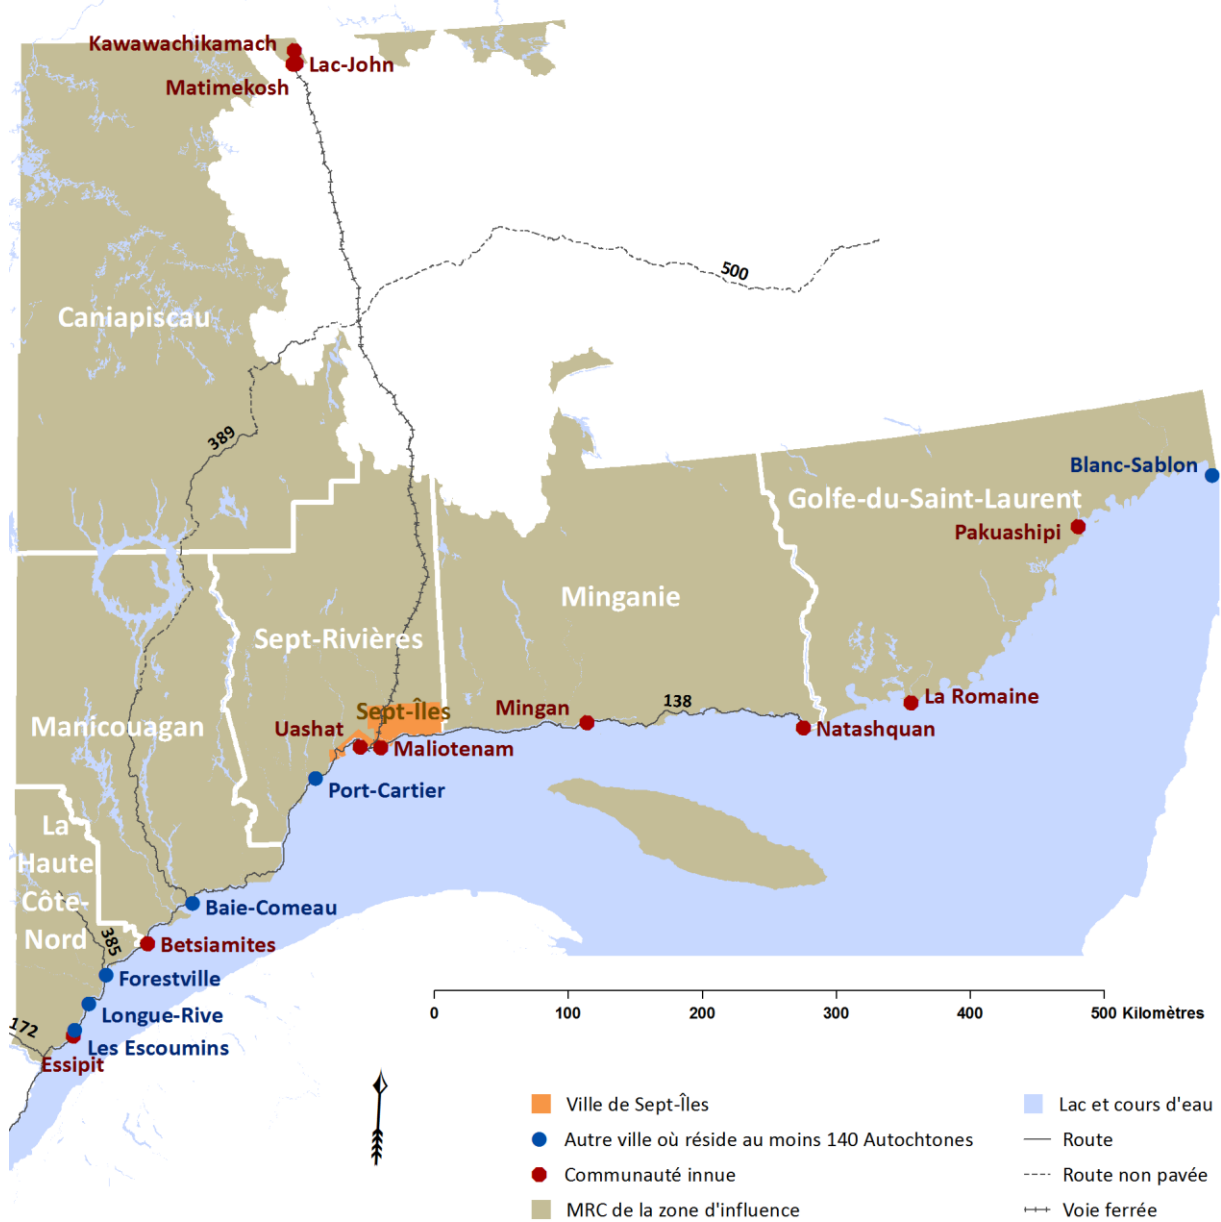 Kawawachikamach
Lac-John
Matimekosh
500
Caniapiscau
389
Blanc-Sablon
Golfe-du-Saint-Laurent
Pakuashipi
Minganie
Sept-Rivières
La Romaine
138
Mingan
Sept-Îles
Manicouagan
Uashat
Natashquan
Maliotenam
Port-Cartier
La
Haute
Côte-
Nord
Baie-Comeau
385
Betsiamites
Forestville
Longue-Rive
172
Les Escoumins
Essipit
0 100 200 300 400 500 Kilomètres
Ville de Sept-Îles
Autre ville où réside au moins 140 Autochtones
Communauté innue
MRC de la zone d'influence
Lac et cours d'eau
Route
Route non pavée
Voie ferrée